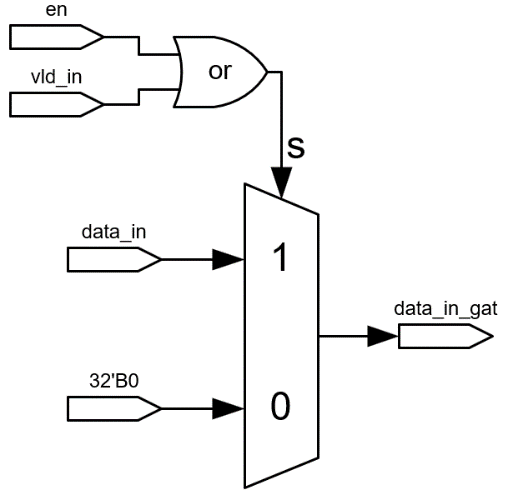 en
or
vld_in
S
data_in
1
data_in_gat
32'B0
0